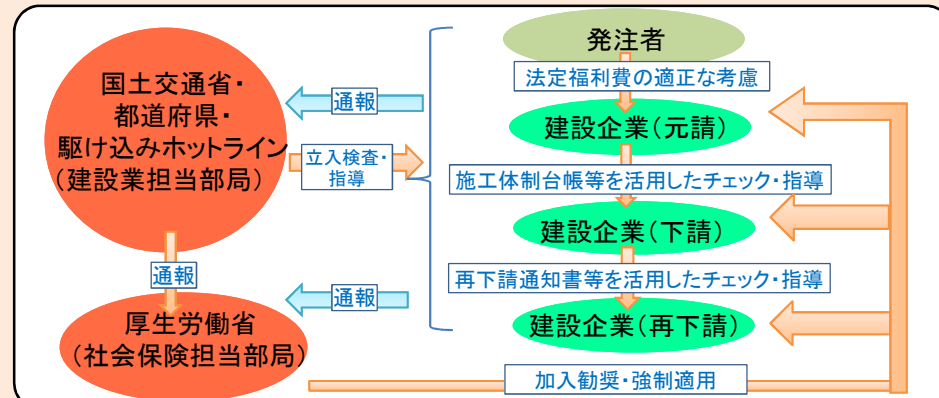 国土交通省・
都道府県・
駆け込みホットライン
(建設業担当部局)
通報
立入検査・
指導
通報
厚生労働省
(社会保険担当部局)
通報
発注者
法定福利費の適正な考慮
建設企業(元請)
施工体制台帳等を活用したチェック・指導
建設企業(下請)
再下請通知書等を活用したチェック・指導
建設企業(再下請)
加入勧奨・強制適用